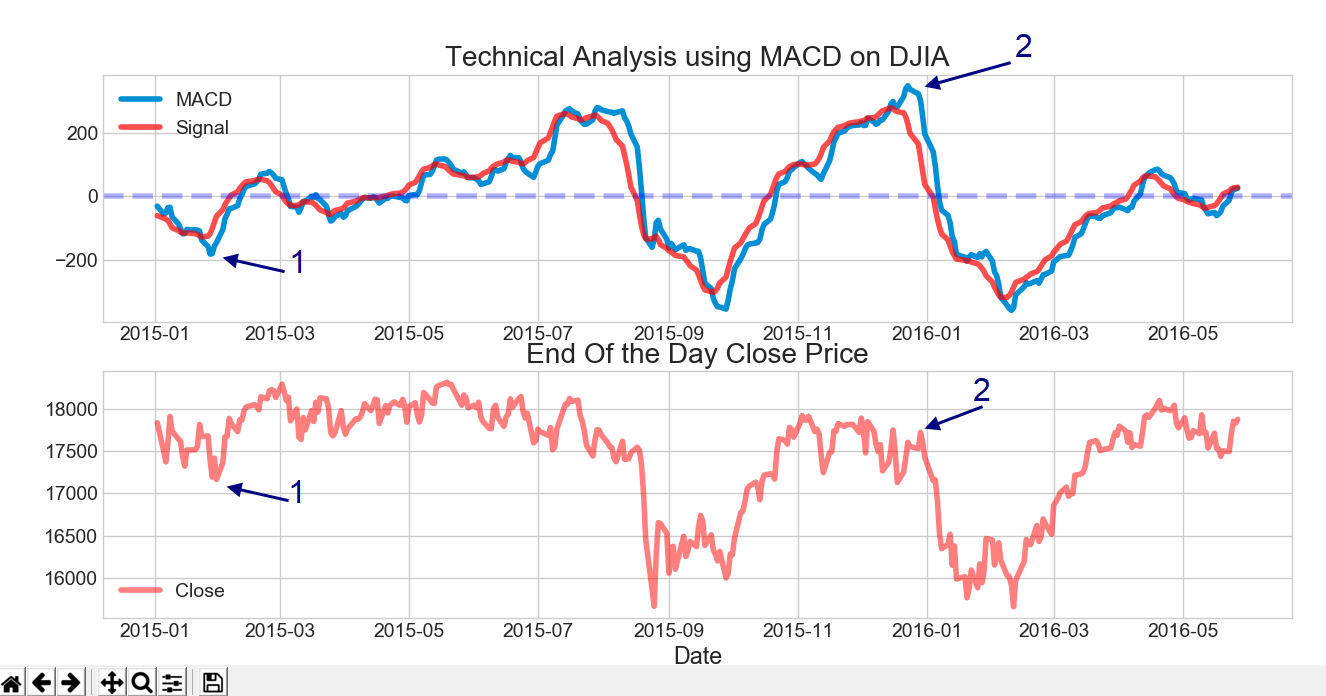 2
Technical Analysis using MACD on DJIA
MACD
Signal
200
0
−200
1
2015-01 2015-03 2015-05 2015-07 2015-09 2015-11 2016-01 2016-03 2016-05
End Of the Day Close Price
2
18000
17500
17000
1
16500
16000
Close
2015-01 2015-03 2015-05 2015-07 2015-09 2015-11 2016-01 2016-03 2016-05
Date